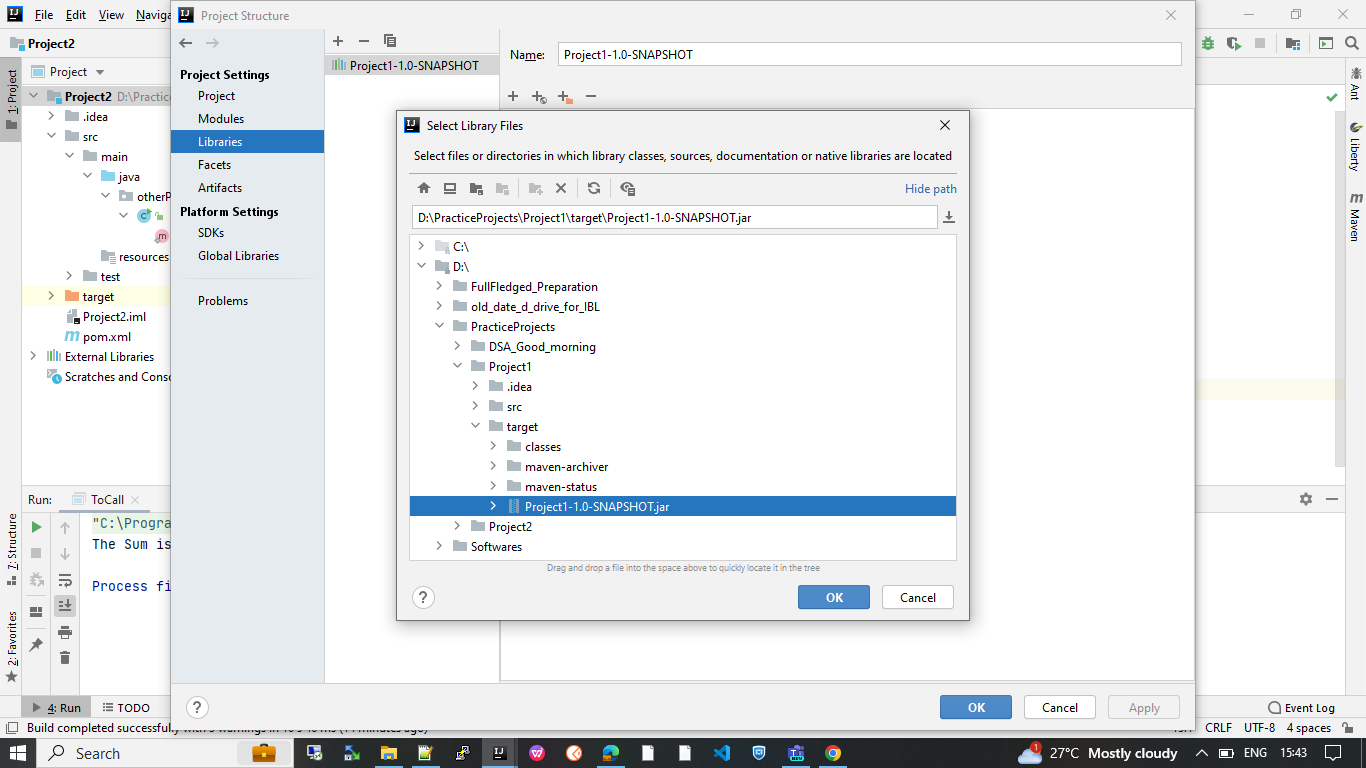 File Edit View Naviga
Project Structure
Project2
Project
1: Project
Project2 D:\Practice
.idea
src
main
java
otherP
resources
test
target
Project2.iml
pom.xml
External Libraries
Scratches and Conso
Project Settings
Project
Modules
Libraries
Facets
Artifacts
Platform Settings
SDKs
Global Libraries
Problems
Project1-1.0-SNAPSHOT
Name: Project1-1.0-SNAPSHOT
Select Library Files
Select files or directories in which library classes, sources, documentation or native libraries are located
Hide path
D:\PracticeProjects\Project1\target\Project1-1.0-SNAPSHOT.jar
C:\
D:\
FullFledged_Preparation
old_date_d_drive_for_IBL
PracticeProjects
DSA_Good_morning
Project1
.idea
src
target
classes
maven-archiver
maven-status
Project1-1.0-SNAPSHOT.jar
Project2
Softwares
Drag and drop a file into the space above to quickly locate it in the tree
? OK Cancel
? OK Cancel Apply
Ant
Liberty
Maven
7: Structure
2: Favorites
Run: ToCall
"C:\Progra
The Sum is
Process fi
4: Run TODO
Event Log
Build completed successfully with
CRLF UTF-8 4 spaces
Search
1 27°C Mostly cloudy ENG 15:43